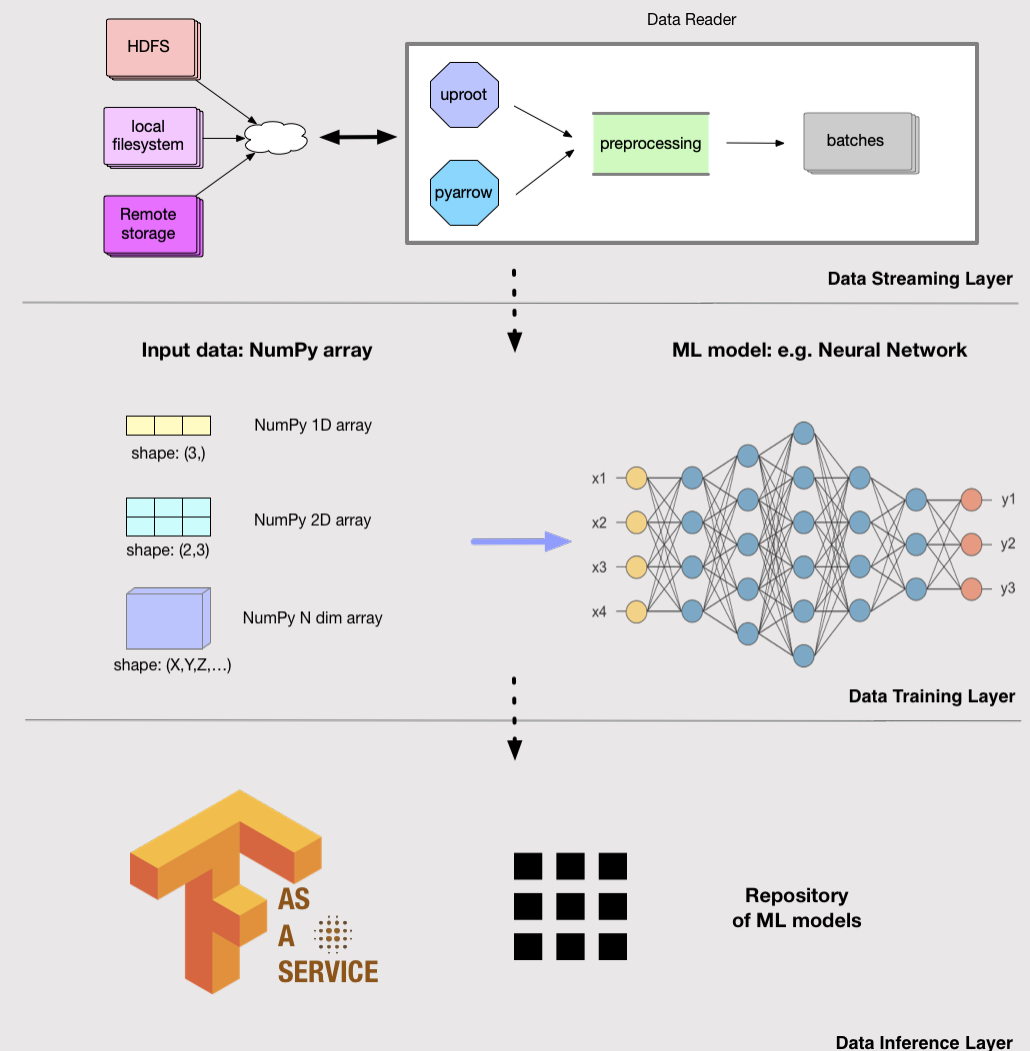 Data Reader
HDFS
local
filesystem
Remote
storage
uproot
pyarrow
preprocessing
batches
Data Streaming Layer
Input data: NumPy array
ML model: e.g. Neural Network
NumPy 1D array
shape: (3,)
NumPy 2D array
shape: (2,3)
NumPy N dim array
shape: (X,Y,Z,...)
x1
x2
x3
x4
y1
y2
y3
Data Training Layer
AS
A
SERVICE
Repository
of ML models
Data Inference Layer